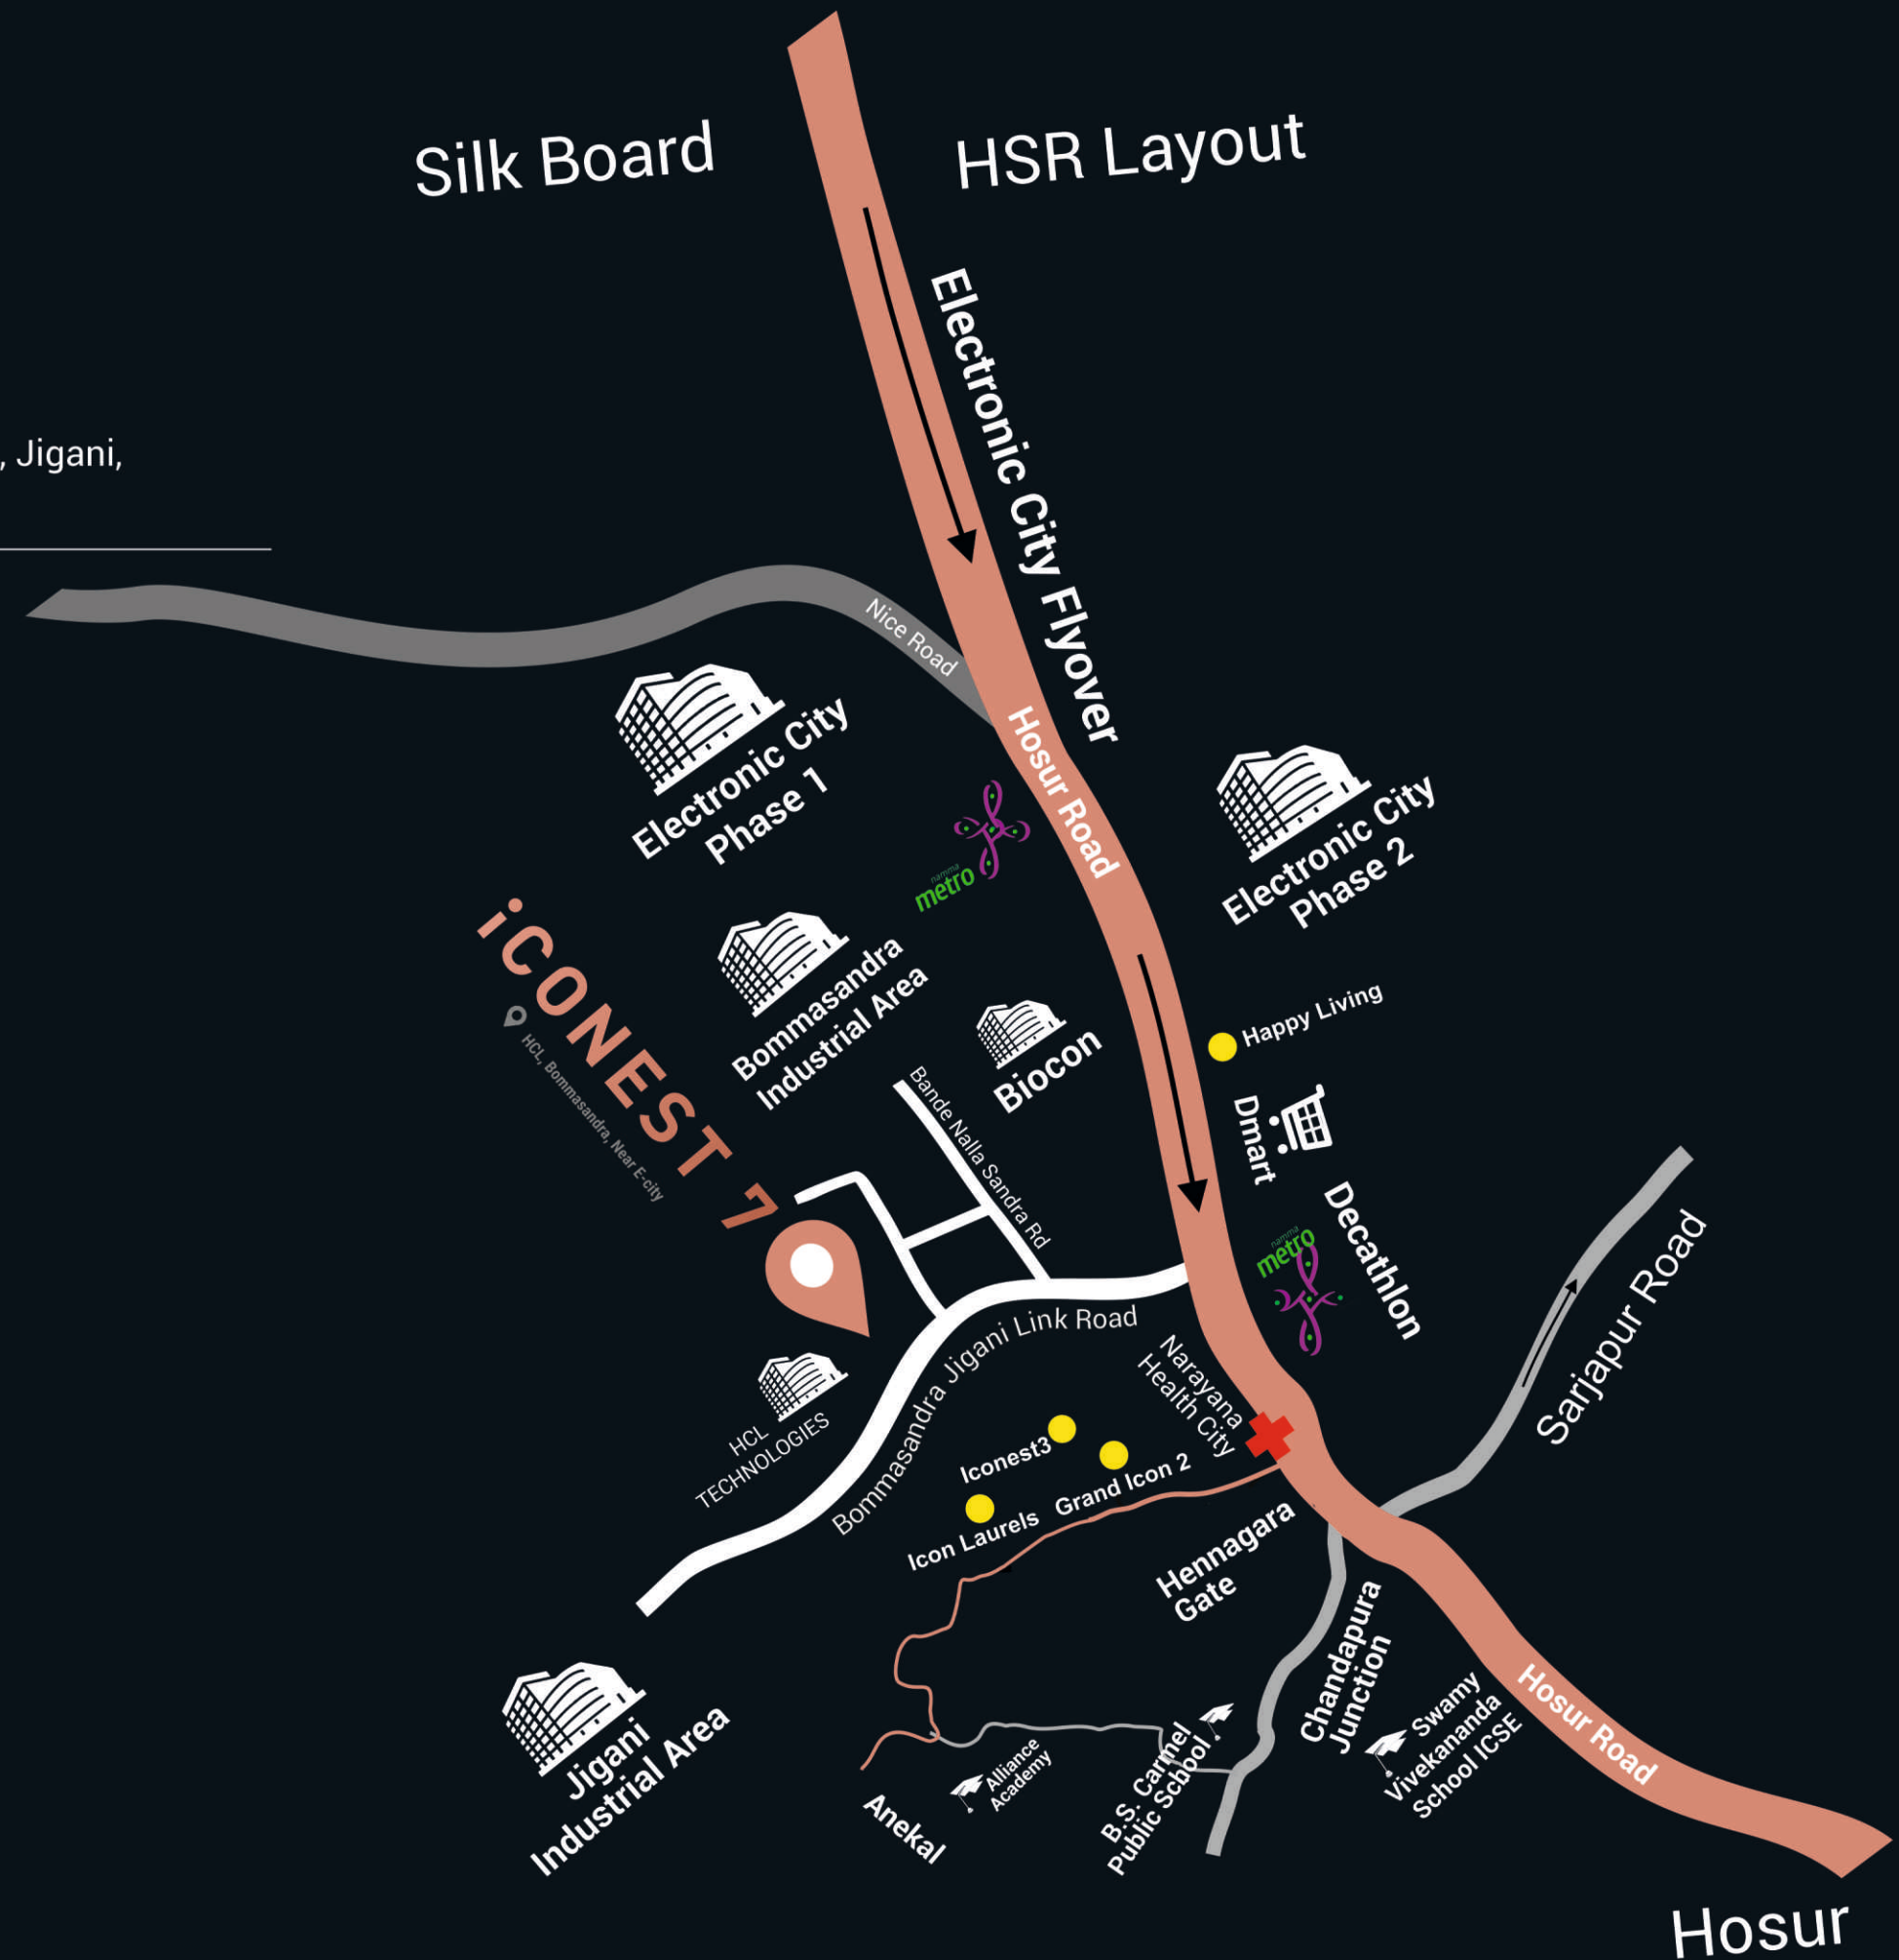 Silk Board
HSR Layout
, Jigani,
Electronic City Flyover
Nice Road
Hosur Road
Electronic City
Phase 1
Electronic City
Phase 2
namma
metro
iCONEST 7
HCL, Bommasandra, Near E-city
Bommasandra
Industrial Area
Biocon
Happy Living
Bande Nalla Sandra Rd
Dmart
Decathlon
namma
metro
Sarjapur Road
Bommasandra Jigani Link Road
Narayana
Health City
HCL
TECHNOLOGIES
Iconest3
Grand Icon 2
Icon Laurels
Hennagara
Gate
Chandapura
Junction
Hosur Road
Swamy
Vivekananda
School ICSE
Jigani
Industrial Area
Alliance
Academy
B.S. Carmel
Public School
Anekal
Hosur